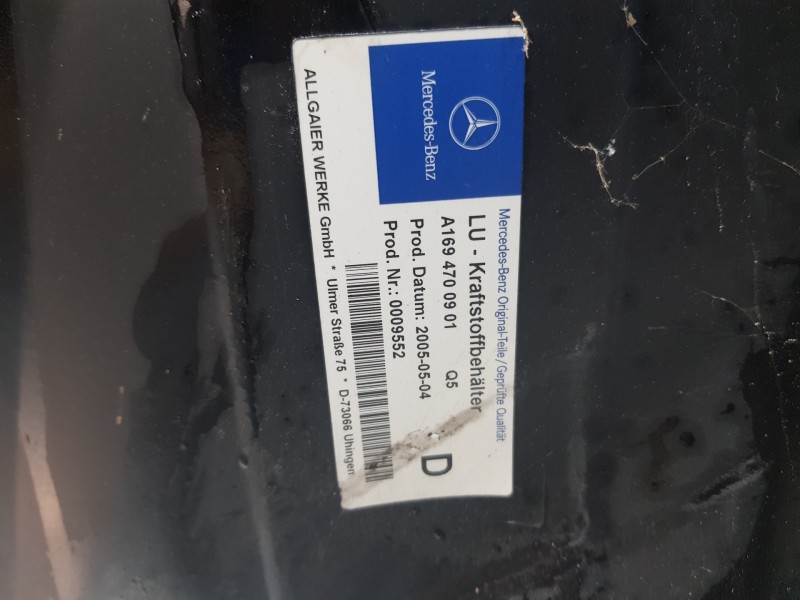 Mercedes-Benz
Mercedes-Benz Original-Teile/Geprüfte Qualität
LU - Kraftstoffbehälter
A169 470 09 01 Q5
Prod. Datum: 2005-05-04
Prod. Nr.: 0009552
D
ALLGAIER WERKE GmbH * Ulmer Straße 75 * D-73066 Uhingen